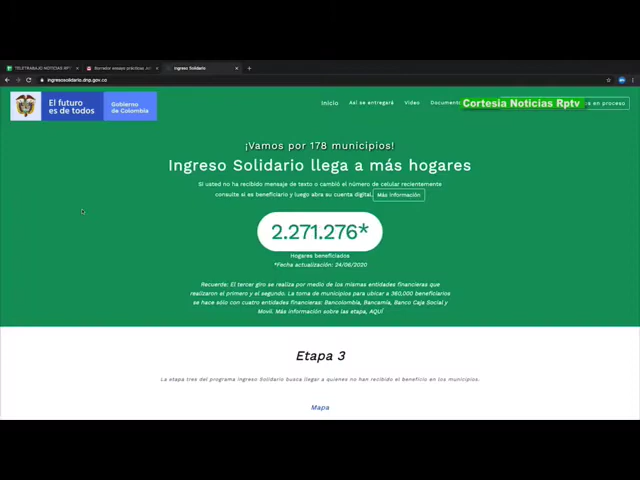 Ingreso Solidario
ingresosolidario.dnp.gov.co
El futuro
es de todos
Gobierno
de Colombia
Inicio
Así se entregará
Video
Cortesia Noticias Rptv
os en proceso
¡Vamos por 178 municipios!
Ingreso Solidario llega a más hogares
Si usted no ha recibido mensaje de texto o cambió el número de celular recientemente
consulte si es beneficiario y luego abra su cuenta digital. Más información
2.271.276*
Hogares beneficiados
*Fecha actualización: 24/06/2020
Recuerde: El tercer giro se realiza por medio de los mismas entidades financieras que
realizaron el primero y el segundo. La toma de municipios para ubicar a 360,000 beneficiarios
se hace sólo con cuatro entidades financieras: Bancolombia, Bancamía, Banco Caja Social y
Movii. Más información sobre las etapa, AQUÍ
Etapa 3
La etapa tres del programa Ingreso Solidario busca llegar a quienes no han recibido el beneficio en los municipios.
Mapa